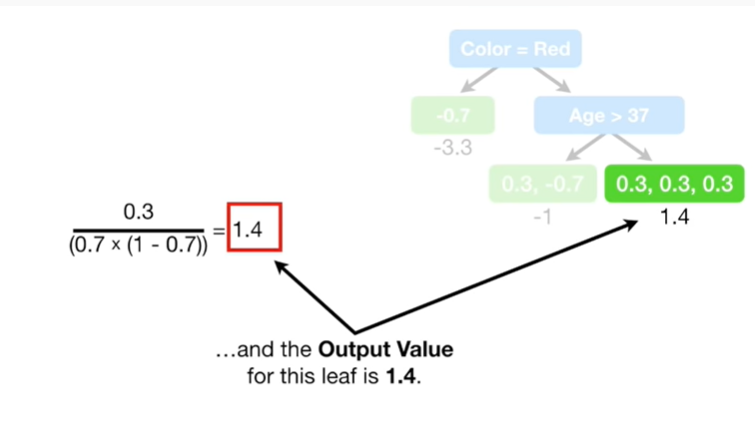 Color = Red
-0.7
Age > 37
-3.3
0.3, -0.7
0.3, 0.3, 0.3
-1
1.4
0.3
(0.7 × (1 - 0.7))
= 1.4
…and the Output Value
for this leaf is 1.4.